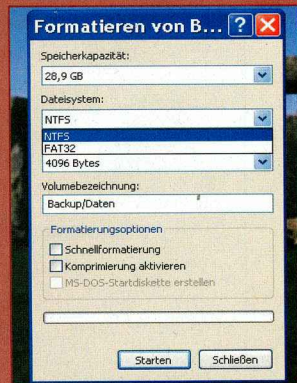 Formatieren von B...
Speicherkapazität:
28,9 GB
Dateisystem:
NTFS
NTFS
FAT32
4096 Bytes
Volumebezeichnung:
Backup/Daten
Formatierungsoptionen
Schnellformatierung
Komprimierung aktivieren
MS-DOS-Startdiskette erstellen
Starten
Schließen